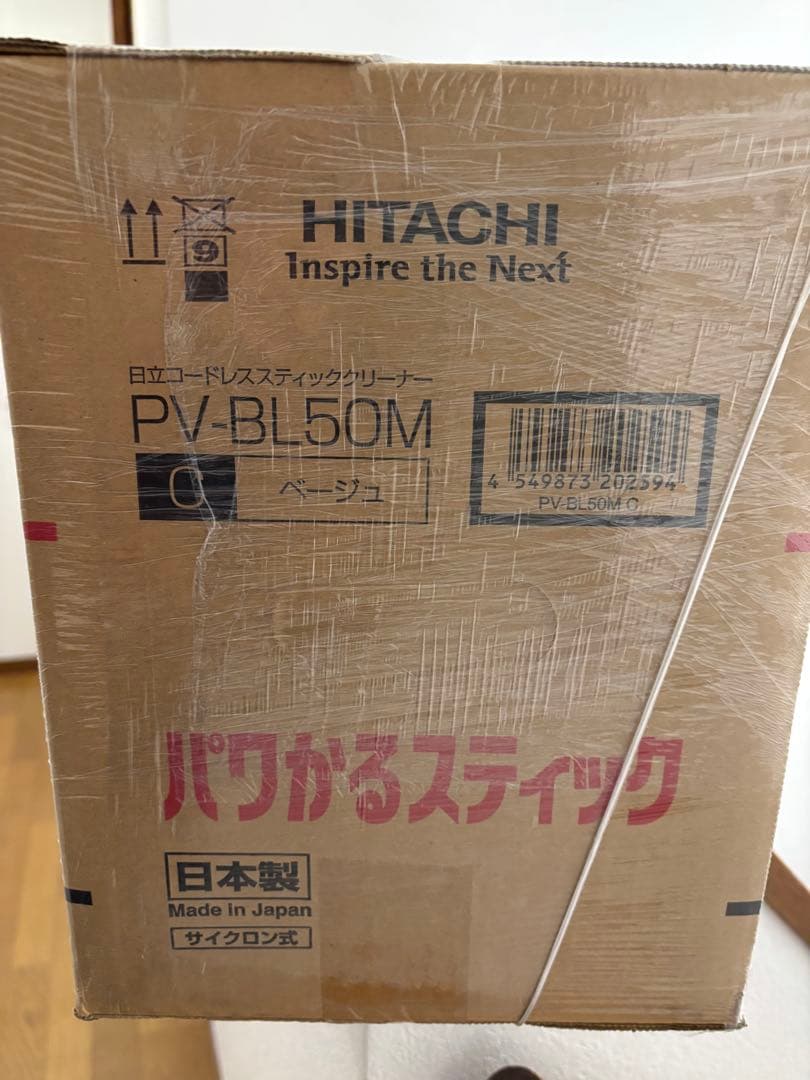 HITACHI
Inspire the Next
9
日立コードレススティッククリーナー
PV-BL50M
C ベージュ
4 549873 202594
PV-BL50M C
パワかるスティック
日本製
Made in Japan
サイクロン式